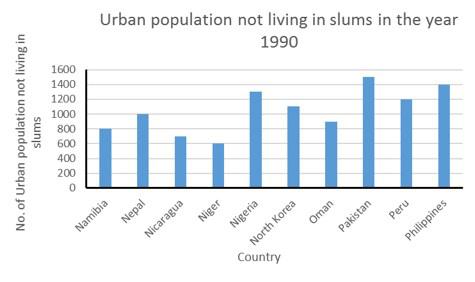 Urban population not living in slums in the year
1990
No. of Urban population not living in
slums
1600
1400
1200
1000
800
600
400
200
0
Namibia
Nepal
Nicaragua
Niger
Nigeria
North Korea
Oman
Pakistan
Peru
Philippines
Country